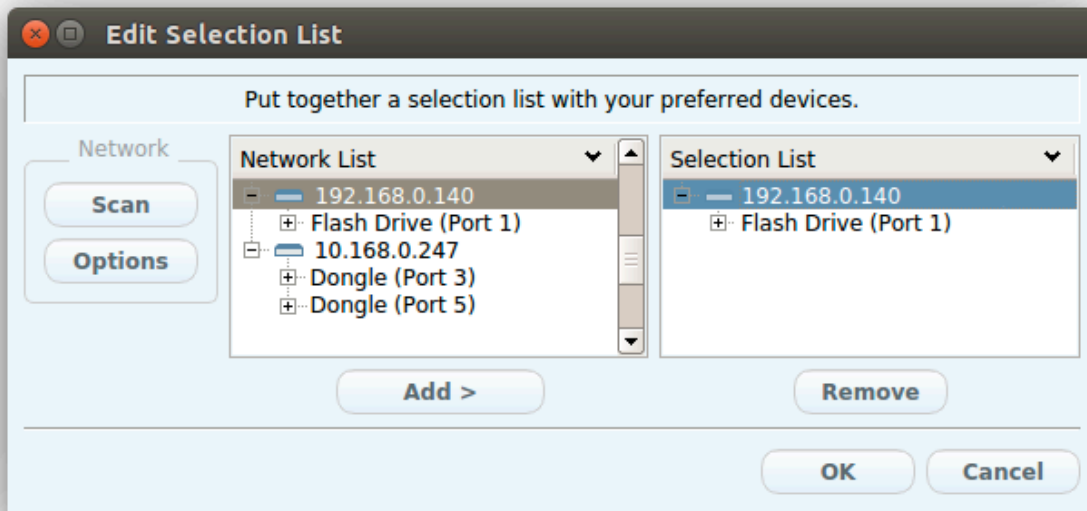 Edit Selection List
Put together a selection list with your preferred devices.
Network
Scan
Options
Network List
192.168.0.140
Flash Drive (Port 1)
10.168.0.247
Dongle (Port 3)
Dongle (Port 5)
Add >
Selection List
192.168.0.140
Flash Drive (Port 1)
Remove
OK
Cancel